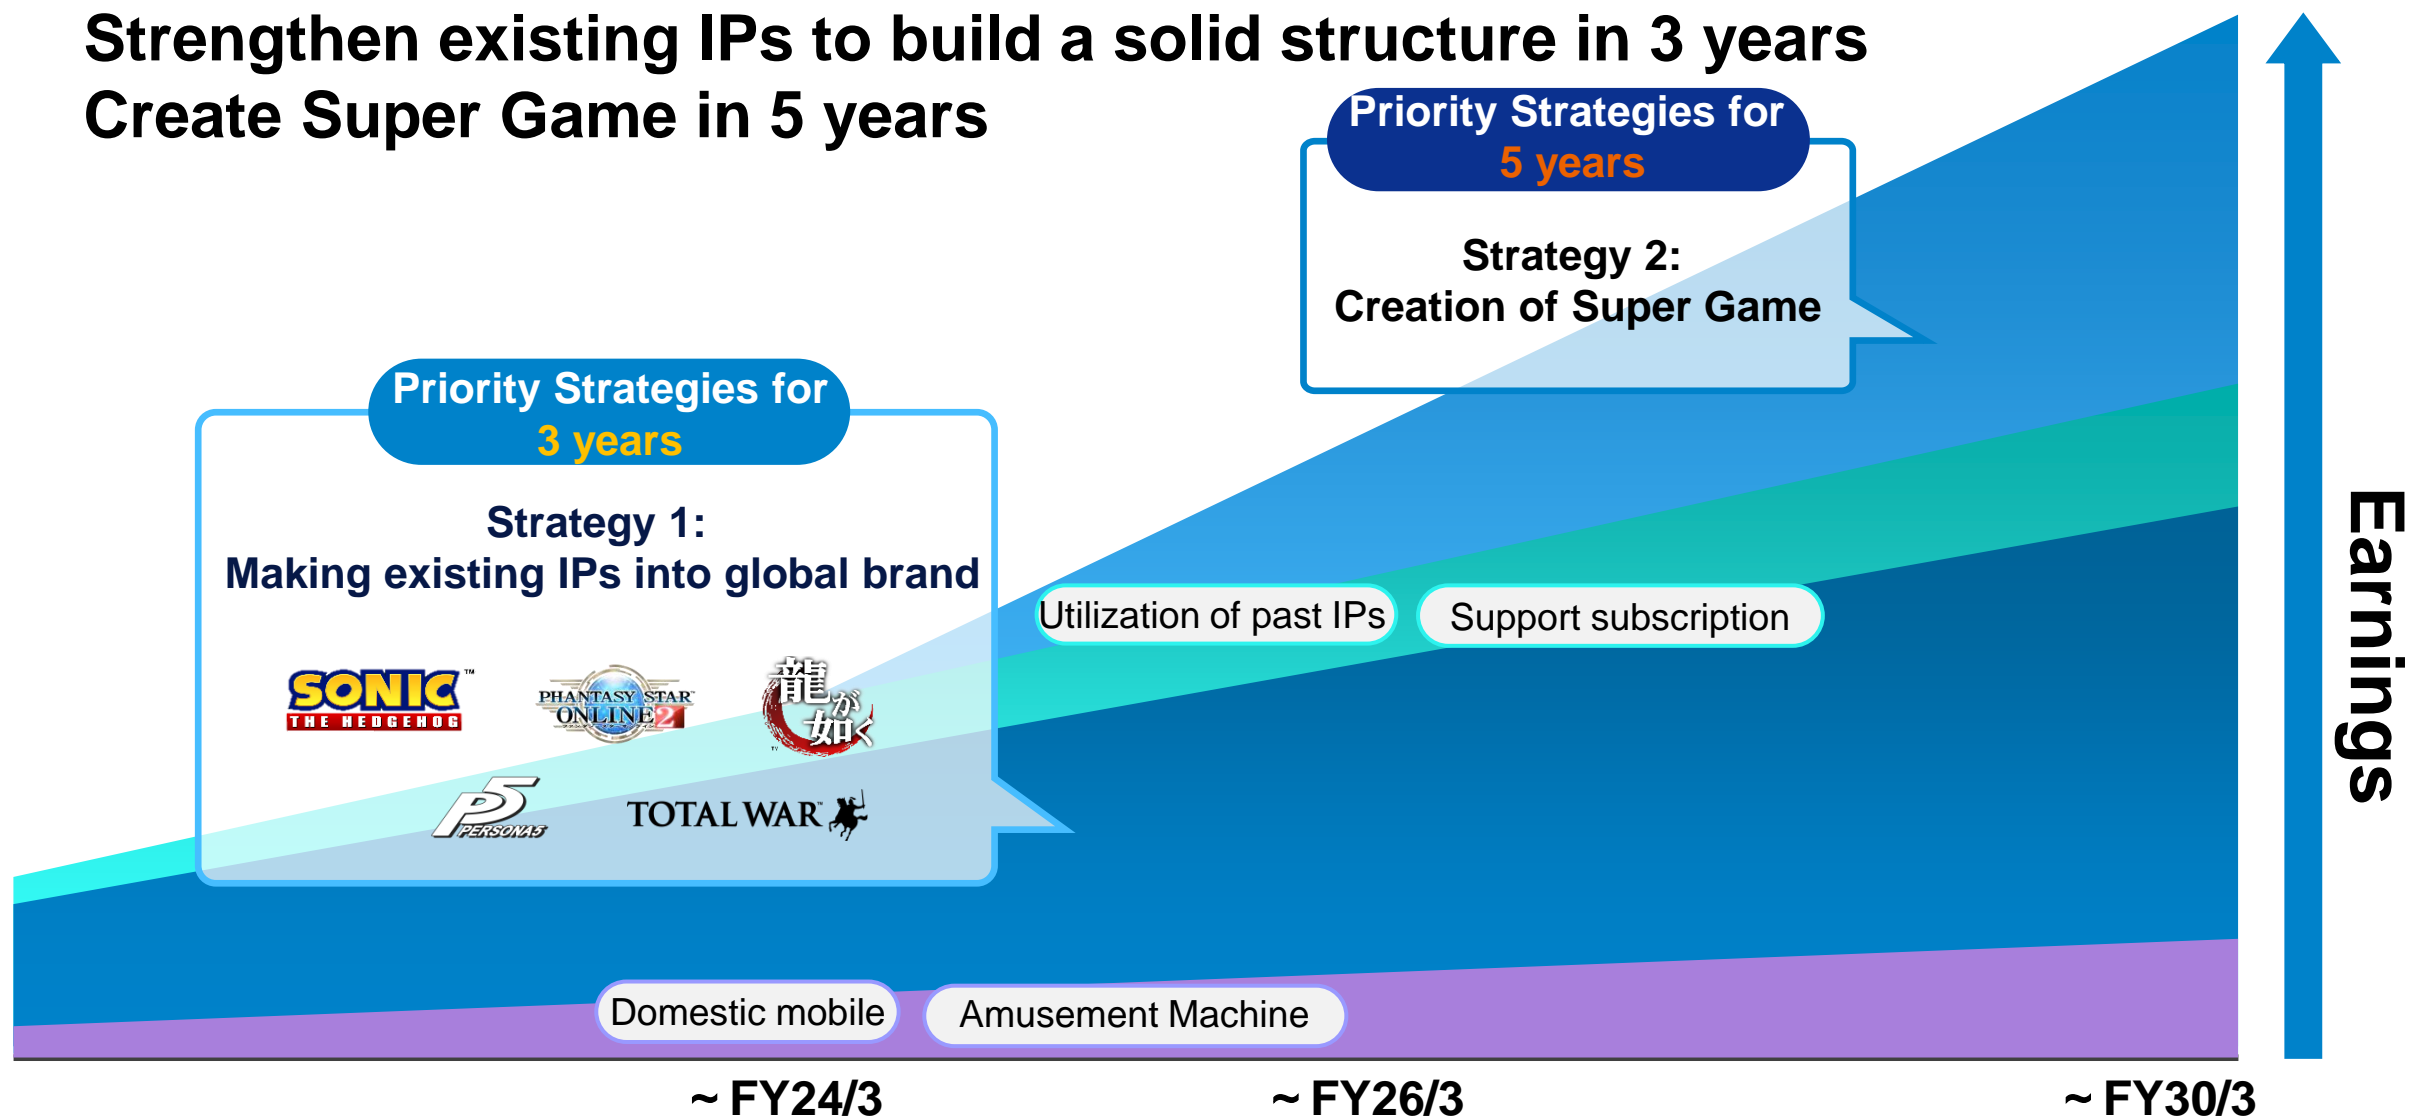 Strengthen existing IPs to build a solid structure in 3 years
Create Super Game in 5 years
Priority Strategies for
5 years
Strategy 2:
Creation of Super Game
Priority Strategies for
3 years
Strategy 1:
Making existing IPs into global brand
SONIC™
THE HEDGEHOG
PHANTASY STAR
ONLINE 2
龍が
如く
TM
P5
PERSONA5
TOTAL WAR™
Utilization of past IPs
Support subscription
Domestic mobile
Amusement Machine
Earnings
~ FY24/3
~ FY26/3
~ FY30/3